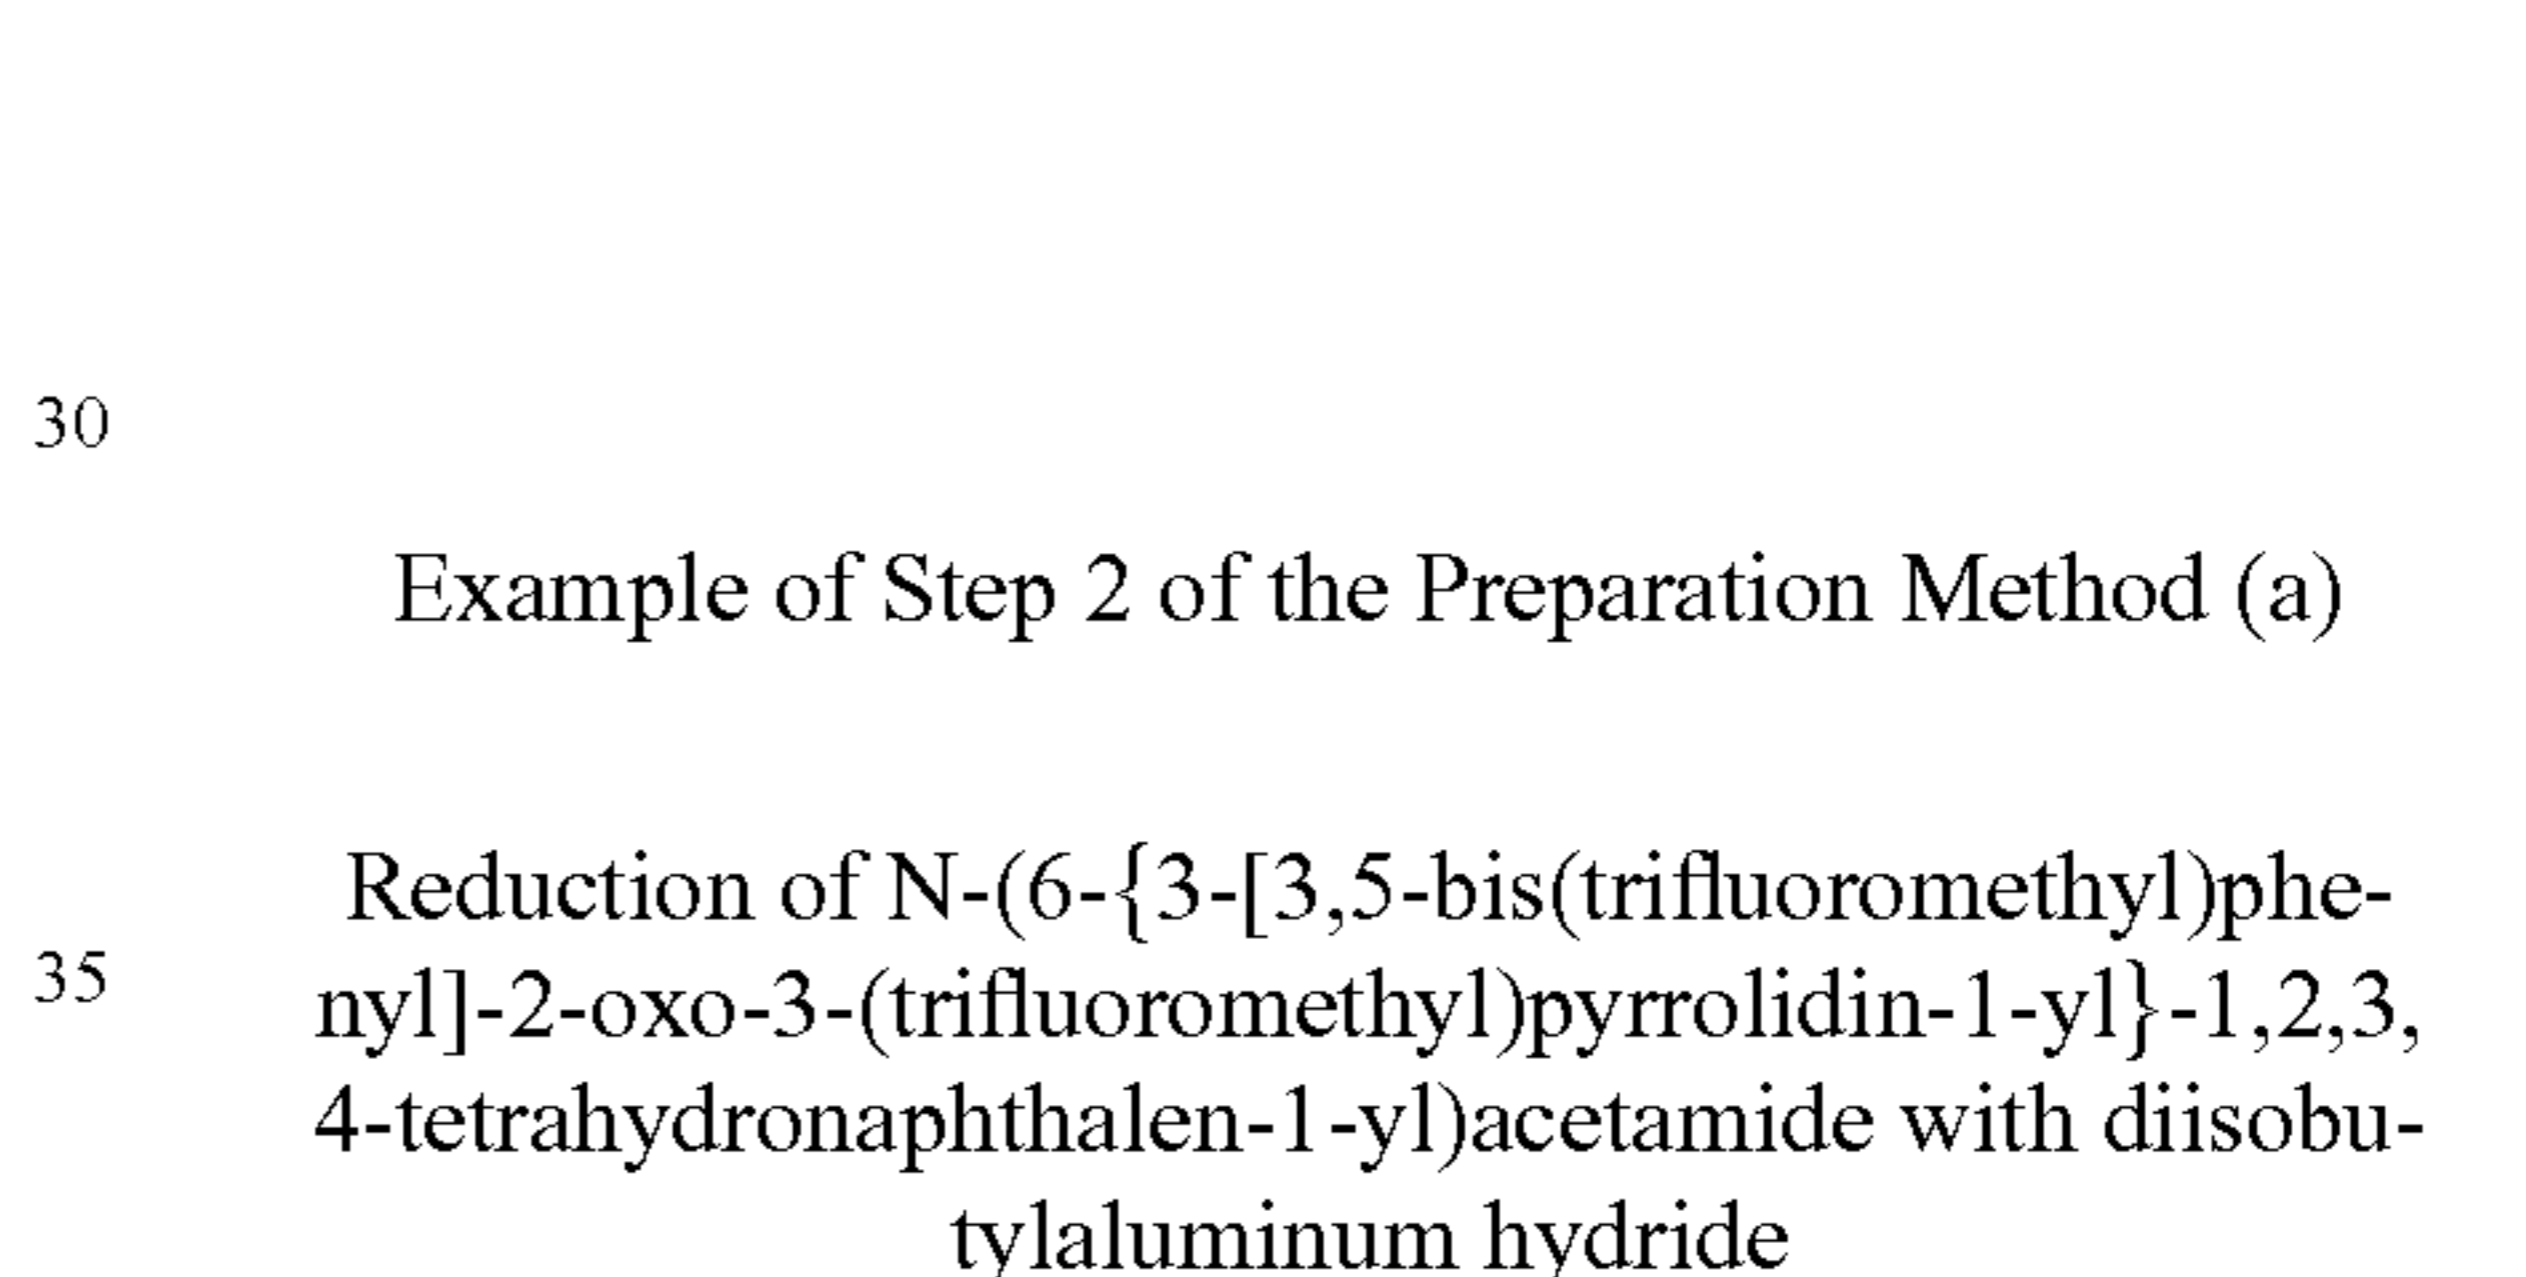 30
Example of Step 2 of the Preparation Method (a)
Reduction of N-(6-{3-[3,5-bis(trifluoromethyl)phe-
35
nyl]-2-oxo-3-(trifluoromethyl)pyrrolidin-1-yl}-1,2,3,
4-tetrahydronaphthalen-1-yl)acetamide with diisobu-
tylaluminum hydride